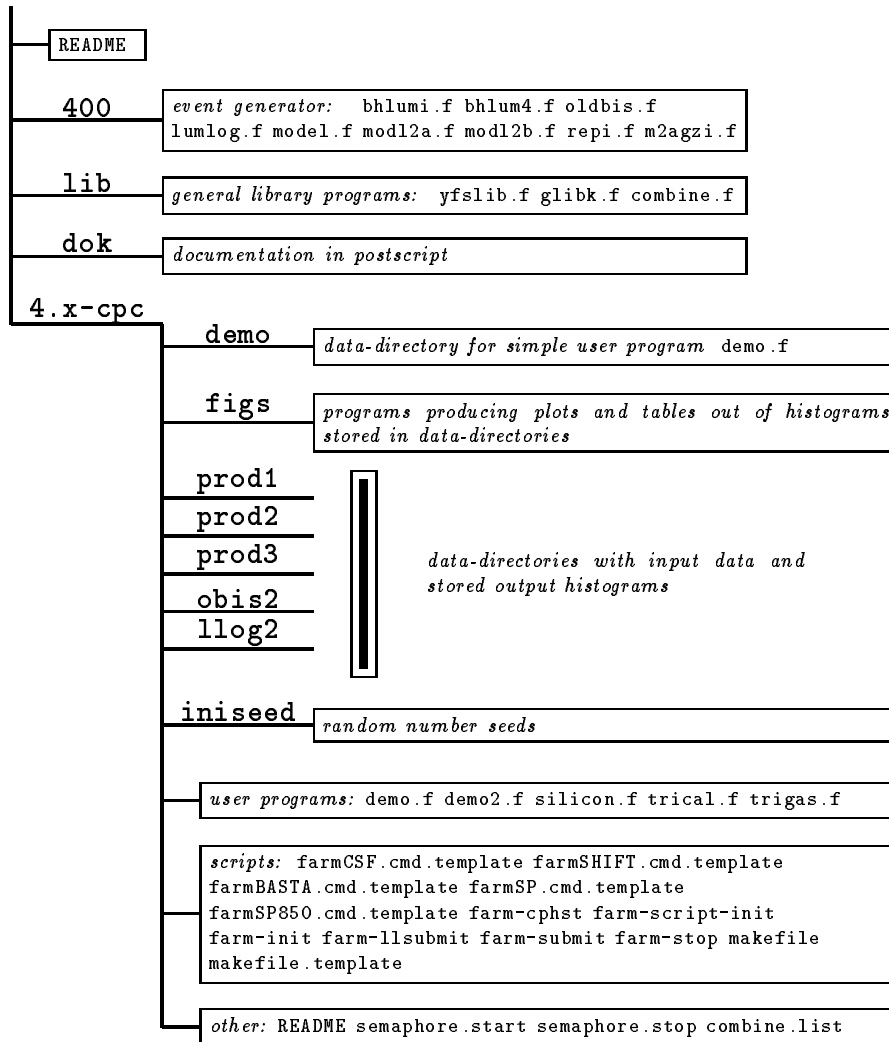 README
400
event generator: bhlumi.f bhlum4.f oldbis.f
lumlog.f model.f modl2a.f modl2b.f repi.f m2agzi.f
lib
general library programs: yfslib.f glibk.f combine.f
dok
documentation in postscript
4.x-cpc
demo
data-directory for simple user program demo.f
figs
programs producing plots and tables out of histograms
stored in data-directories
prod1
prod2
prod3
obis2
llog2
data-directories with input data and
stored output histograms
iniseed
random number seeds
user programs: demo.f demo2.f silicon.f trical.f trigas.f
scripts: farmCSF.cmd.template farmSHIFT.cmd.template
farmBASTA.cmd.template farmSP.cmd.template
farmSP850.cmd.template farm-cphst farm-script-init
farm-init farm-llsubmit farm-submit farm-stop makefile
makefile.template
other: README semaphore.start semaphore.stop combine.list